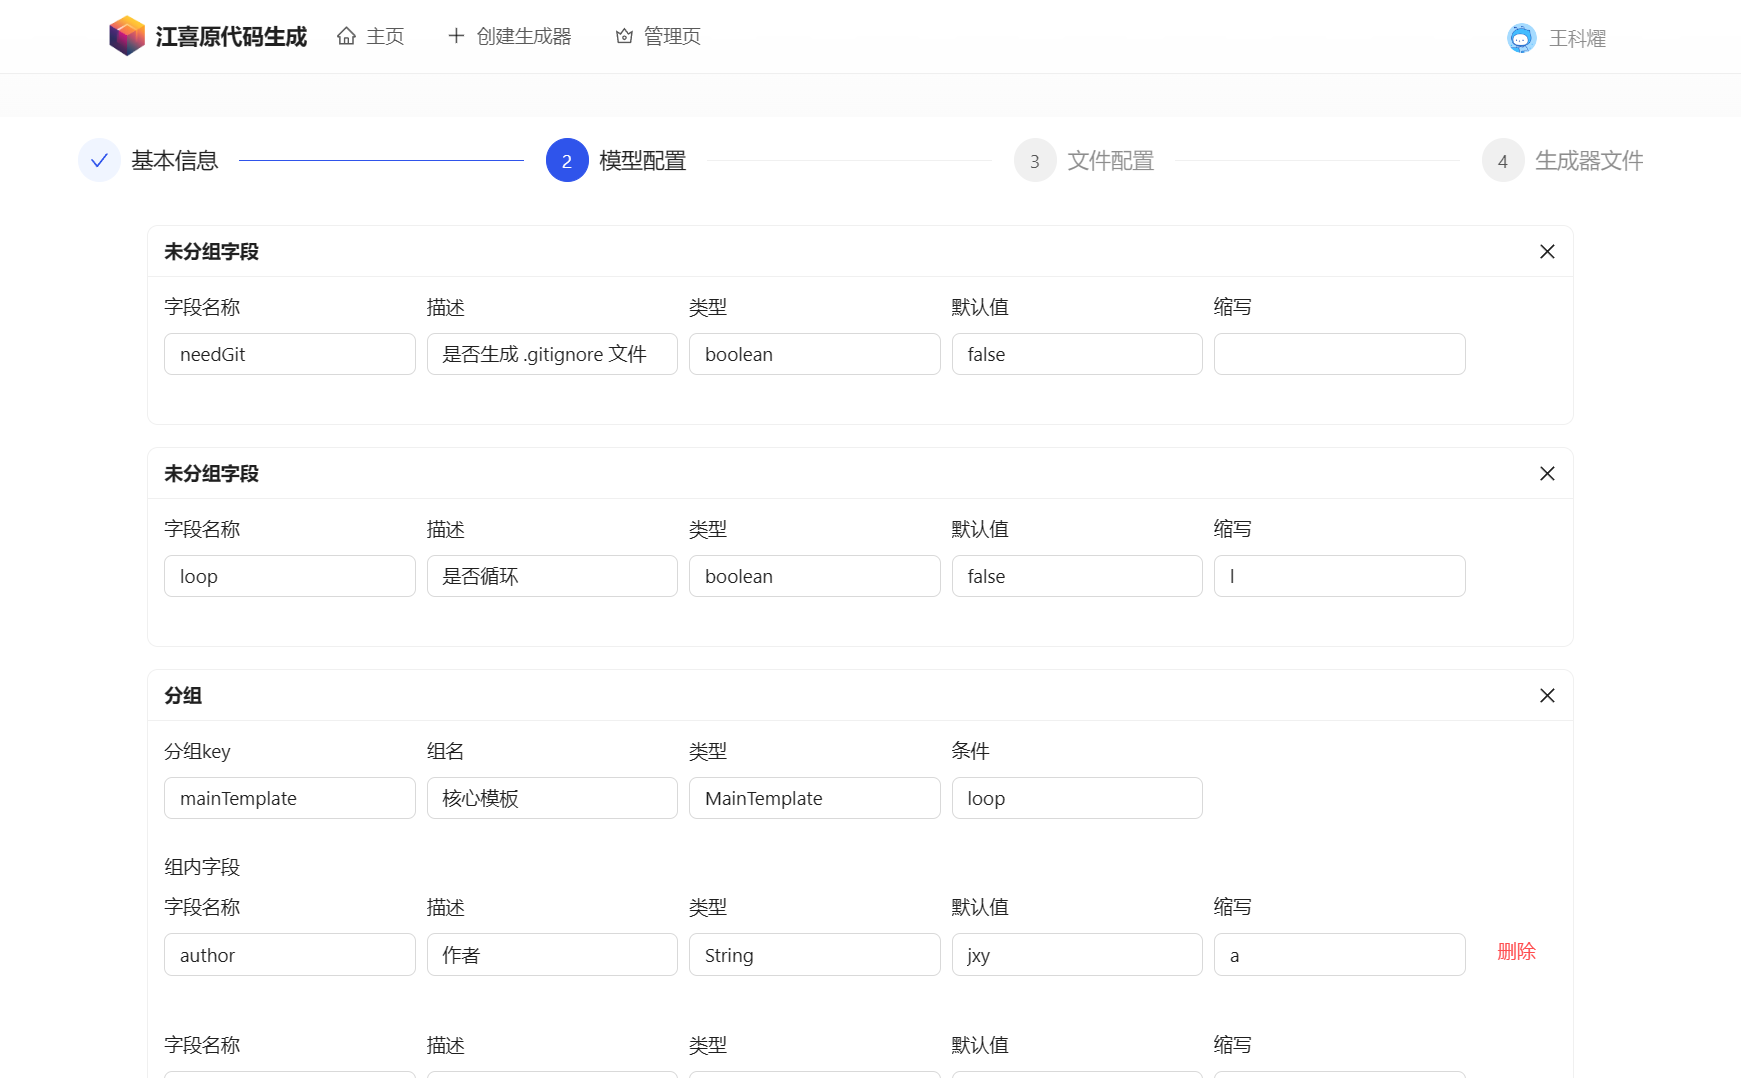 江喜原代码生成 主页 创建生成器 管理页 王科燿
基本信息 2 模型配置 3 文件配置 4 生成器文件
未分组字段
字段名称 描述 类型 默认值 缩写
needGit 是否生成 .gitignore 文件 boolean false
未分组字段
字段名称 描述 类型 默认值 缩写
loop 是否循环 boolean false l
分组
分组key 组名 类型 条件
mainTemplate 核心模板 MainTemplate loop
组内字段
字段名称 描述 类型 默认值 缩写
author 作者 String jxy a 删除
字段名称 描述 类型 默认值 缩写